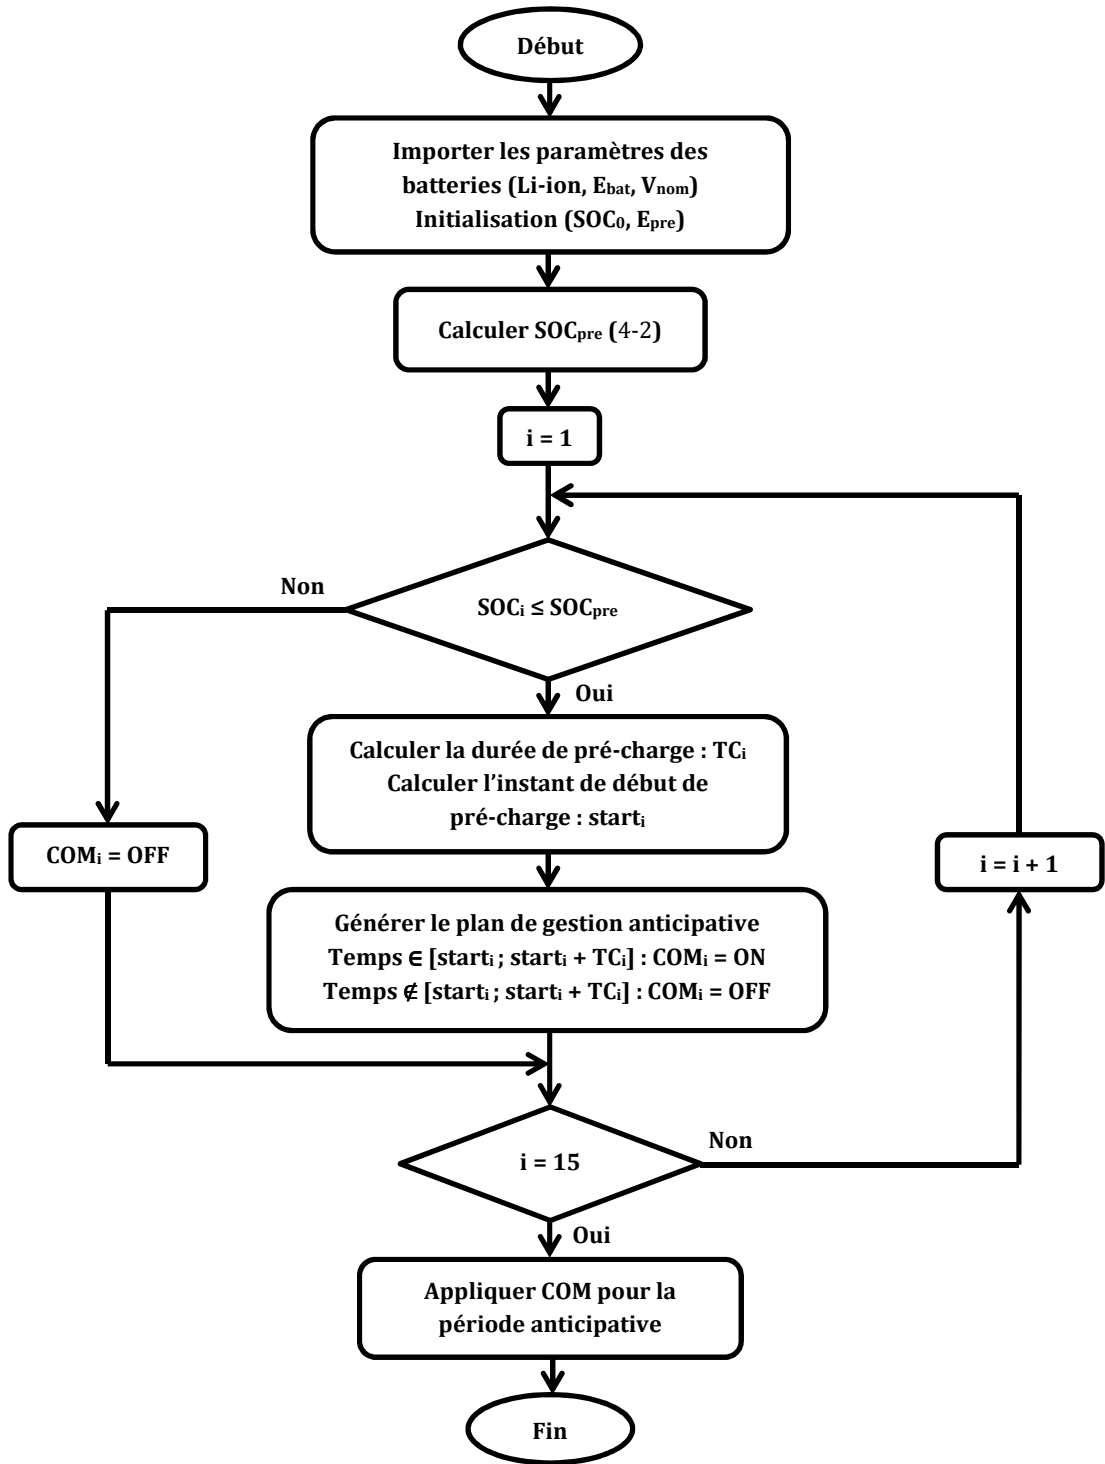 Début
Importer les paramètres des
batteries (Li-ion, Ebat, Vnom)
Initialisation (SOC0, Epre)
Calculer SOCpre (4-2)
i = 1
Non
SOCi ≤ SOCpre
Oui
Calculer la durée de pré-charge : TCi
Calculer l'instant de début de
pré-charge : starti
COMi = OFF
i = i + 1
Générer le plan de gestion anticipative
Temps ∈ [starti ; starti + TCi] : COMi = ON
Temps ∉ [starti ; starti + TCi] : COMi = OFF
Non
i = 15
Oui
Appliquer COM pour la
période anticipative
Fin